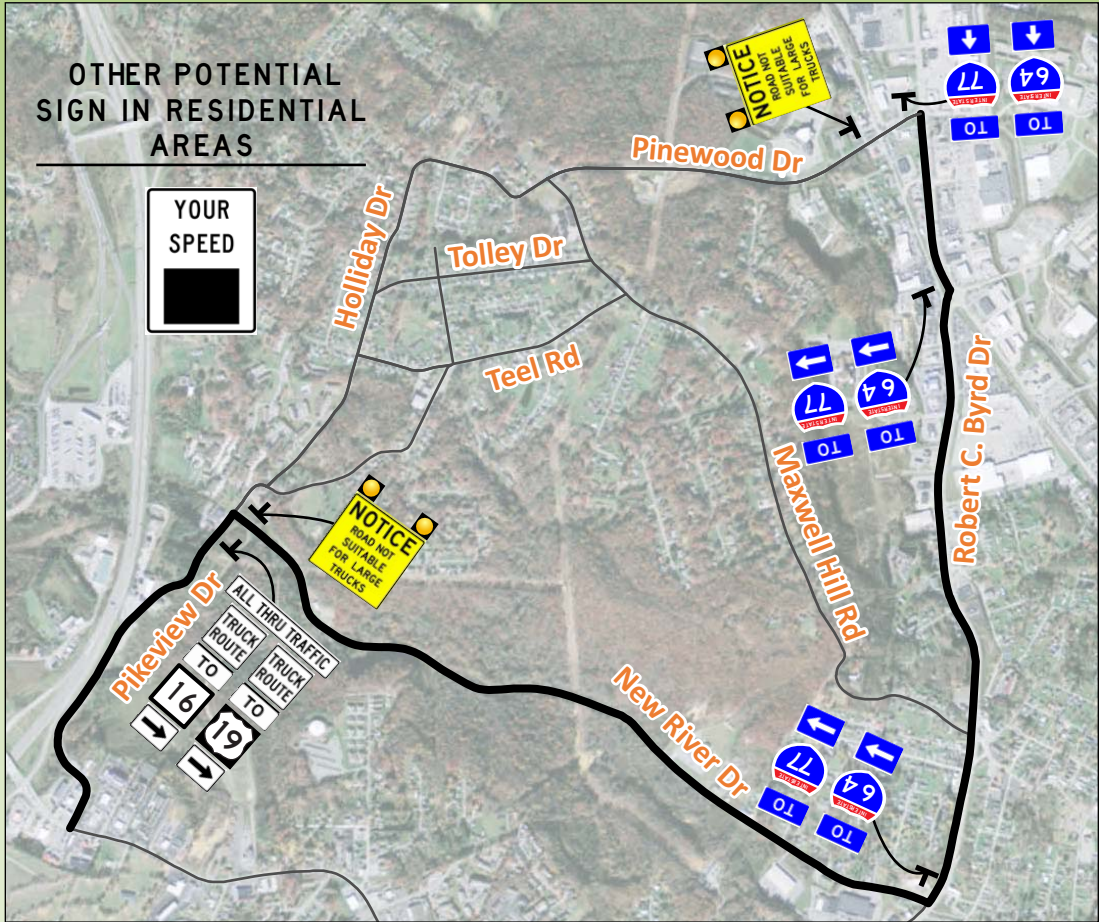 OTHER POTENTIAL
SIGN IN RESIDENTIAL
AREAS
YOUR
SPEED
NOTICE
ROAD NOT
SUITABLE
FOR LARGE
TRUCKS
77
INTERSTATE
TO
64
INTERSTATE
TO
Pinewood Dr
Holliday Dr
Tolley Dr
Teel Rd
77
INTERSTATE
TO
64
INTERSTATE
TO
Robert C. Byrd Dr
Maxwell Hill Rd
NOTICE
ROAD NOT
SUITABLE
FOR LARGE
TRUCKS
Pikeview Dr
ALL THRU TRAFFIC
TRUCK
ROUTE
TO
16
TRUCK
ROUTE
TO
19
New River Dr
77
INTERSTATE
TO
64
INTERSTATE
TO